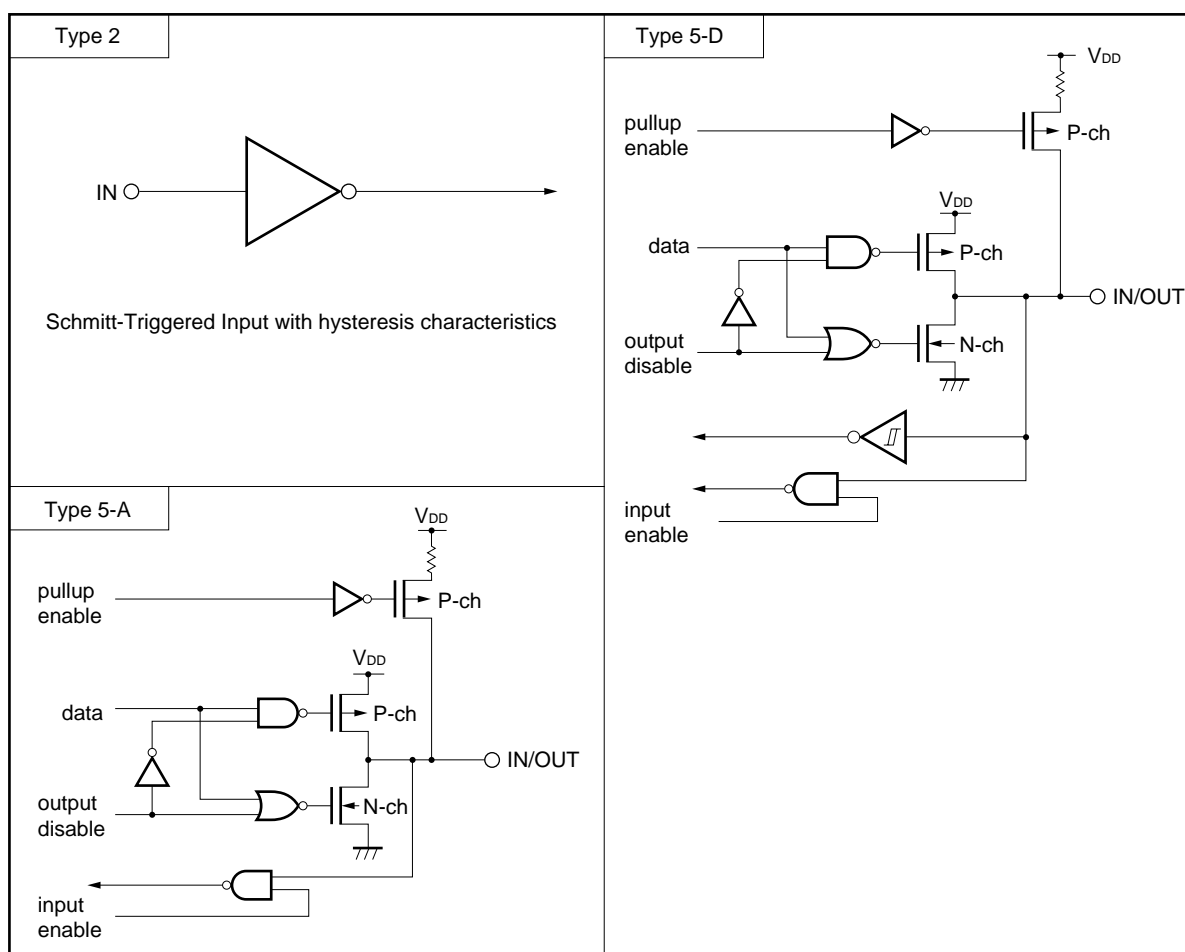 Type 2
IN
Schmitt-Triggered Input with hysteresis characteristics
Type 5-A
VDD
pullup
enable
P-ch
VDD
data
P-ch
IN/OUT
output
disable
N-ch
input
enable
Type 5-D
VDD
pullup
enable
P-ch
VDD
data
P-ch
IN/OUT
output
disable
N-ch
input
enable